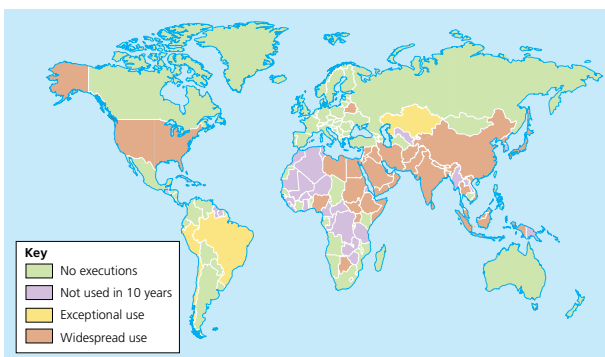 Key
No executions
Not used in 10 years
Exceptional use
Widespread use